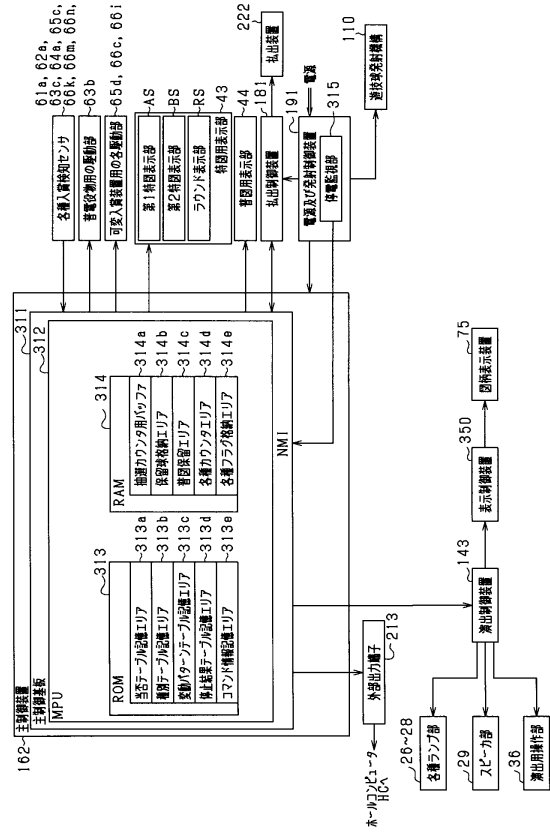 162
主制御装置
311
主制御基板
312
MPU
313
ROM
当否テーブル記憶エリア
313a
種別テーブル記憶エリア
313b
変動パターンテーブル記憶エリア
313c
停止結果テーブル記憶エリア
313d
コマンド情報記憶エリア
313e
314
RAM
抽選カウンタ用バッファ
314a
保留球格納エリア
314b
普図保留エリア
314c
各種カウンタエリア
314d
各種フラグ格納エリア
314e
NMI
各種入賞検知センサ
61a, 62a,
63c, 64a, 65c,
66k, 66m, 66n,
普電役物用の駆動部
63b
可変入賞装置用の各駆動部
65d, 66c, 66i
第1特図表示部
AS
第2特図表示部
BS
ラウンド表示部
RS
特図用表示部
43
普図用表示部
44
払出制御装置
181
払出装置
222
電源及び発射制御装置
191
停電監視部
315
電源
遊技球発射機構
110
ホールコンピュータ
HCへ
外部出力端子
213
演出制御装置
143
表示制御装置
350
図柄表示装置
75
各種ランプ部
26~28
スピーカ部
29
演出用操作部
36